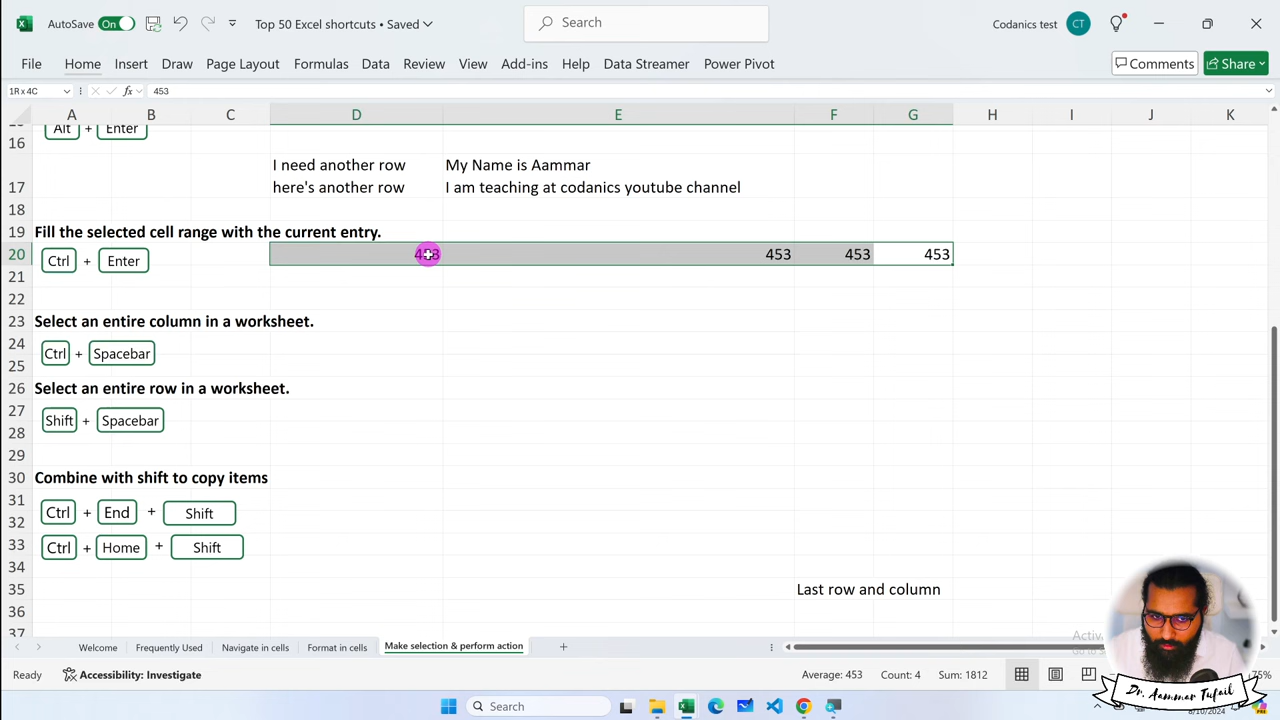 AutoSave On Top 50 Excel shortcuts • Saved Search Codanics test CT
File Home Insert Draw Page Layout Formulas Data Review View Add-ins Help Data Streamer Power Pivot Comments Share
1R x 4C fx 453
A B C D E F G H I J K
Alt + Enter
16
I need another row My Name is Aammar
17 here's another row I am teaching at codanics youtube channel
18
19 Fill the selected cell range with the current entry.
20 Ctrl + Enter 453 453 453 453
21
22
23 Select an entire column in a worksheet.
24 Ctrl + Spacebar
25
26 Select an entire row in a worksheet.
27 Shift + Spacebar
28
29
30 Combine with shift to copy items
31 Ctrl + End + Shift
32
33 Ctrl + Home + Shift
34
35 Last row and column
36
37
Welcome Frequently Used Navigate in cells Format in cells Make selection & perform action
Ready Accessibility: Investigate Average: 453 Count: 4 Sum: 1812 75%
Dr. Aammar Tufail
Search